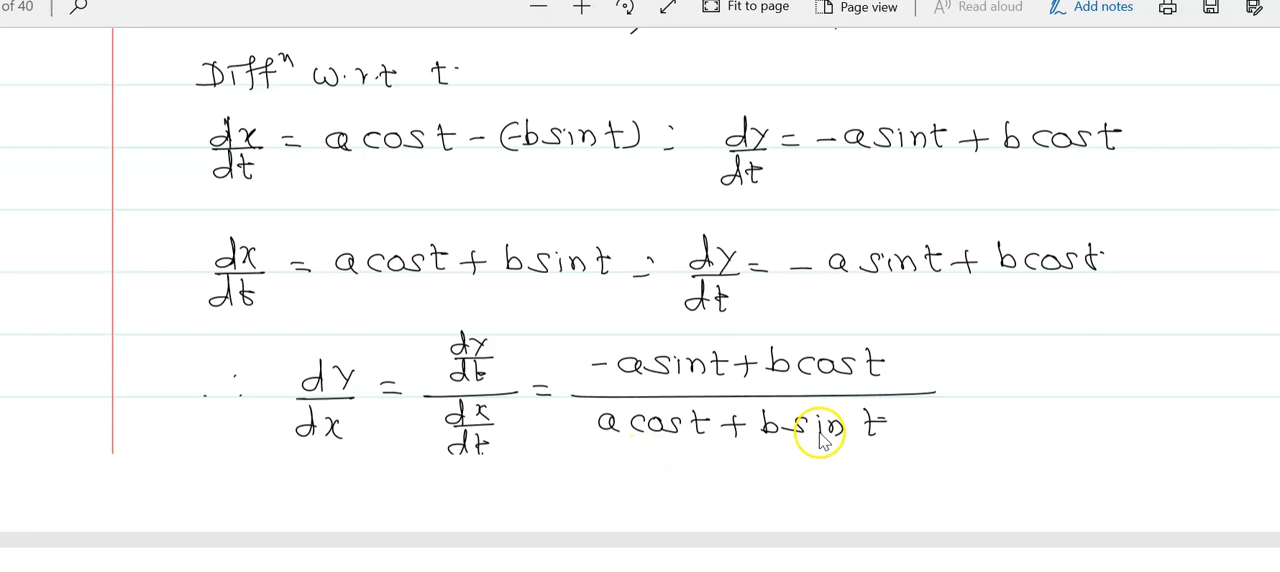 of 40 Fit to page Page view Read aloud Add notes
Diffⁿ w.r.t t.
dx/dt = a cos t - (-b sin t) : dy/dt = - a sin t + b cos t
dx/dt = a cos t + b sin t : dy/dt = - a sin t + b cos t.
∴ dy/dx = (dy/dt)/(dx/dt) = (- a sin t + b cos t)/(a cos t + b sin t)